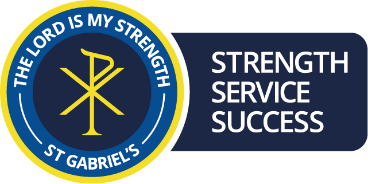 THE LORD IS MY STRENGTH
ST GABRIEL'S
STRENGTH
SERVICE
SUCCESS